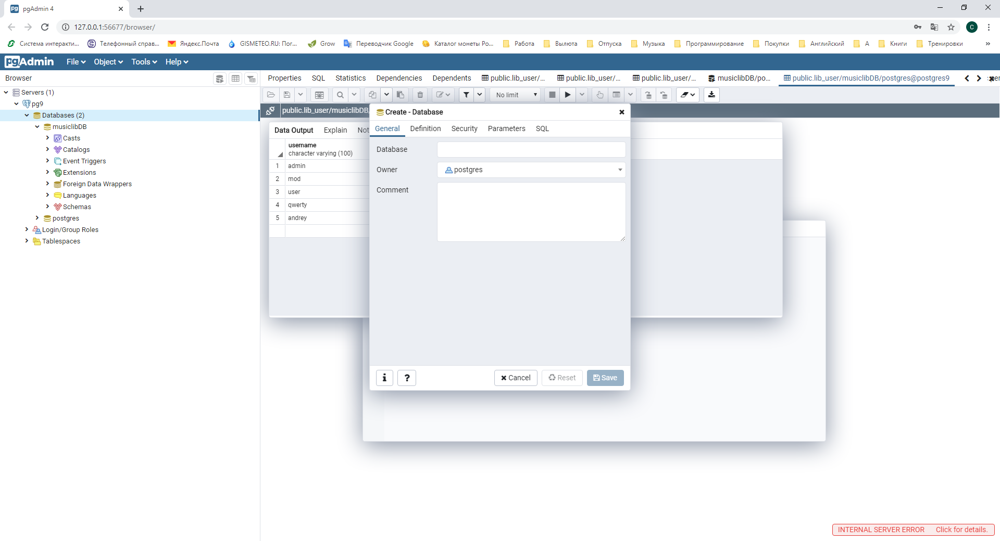 pgAdmin 4
127.0.0.1:56677/browser/
C
Система интеракти...
Телефонный справ...
Яндекс.Почта
GISMETEO.RU: Пог...
Grow
Переводчик Google
Каталог монеты Ро...
Работа
Вылюта
Отпуска
Музыка
Программирование
Покупки
Английский
А
Книги
Тренировки
»
pgAdmin
File
Object
Tools
Help
Browser
Properties
SQL
Statistics
Dependencies
Dependents
public.lib_user/...
public.lib_user/...
public.lib_user/...
musiclibDB/po...
public.lib_user/musiclibDB/postgres@postgres9
Servers (1)
pg9
Databases (2)
musiclibDB
Casts
Catalogs
Event Triggers
Extensions
Foreign Data Wrappers
Languages
Schemas
postgres
Login/Group Roles
Tablespaces
No limit
public.lib_user/musiclibDB/
Data Output
Explain
Not
username
character varying (100)
1 admin
2 mod
3 user
4 qwerty
5 andrey
Create - Database
General
Definition
Security
Parameters
SQL
Database
Owner
postgres
Comment
i
?
Cancel
Reset
Save
INTERNAL SERVER ERROR Click for details.